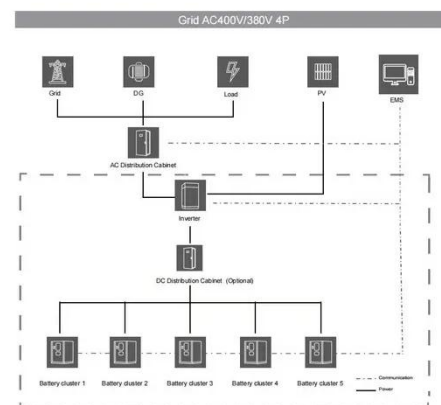 Grid AC400V/380V 4P
Grid
DG
Load
PV
EMS
AC Distribution Cabinet
Inverter
DC Distribution Cabinet (Optional)
Battery cluster 1
Battery cluster 2
Battery cluster 3
Battery cluster 4
Battery cluster 5
Communication
Power